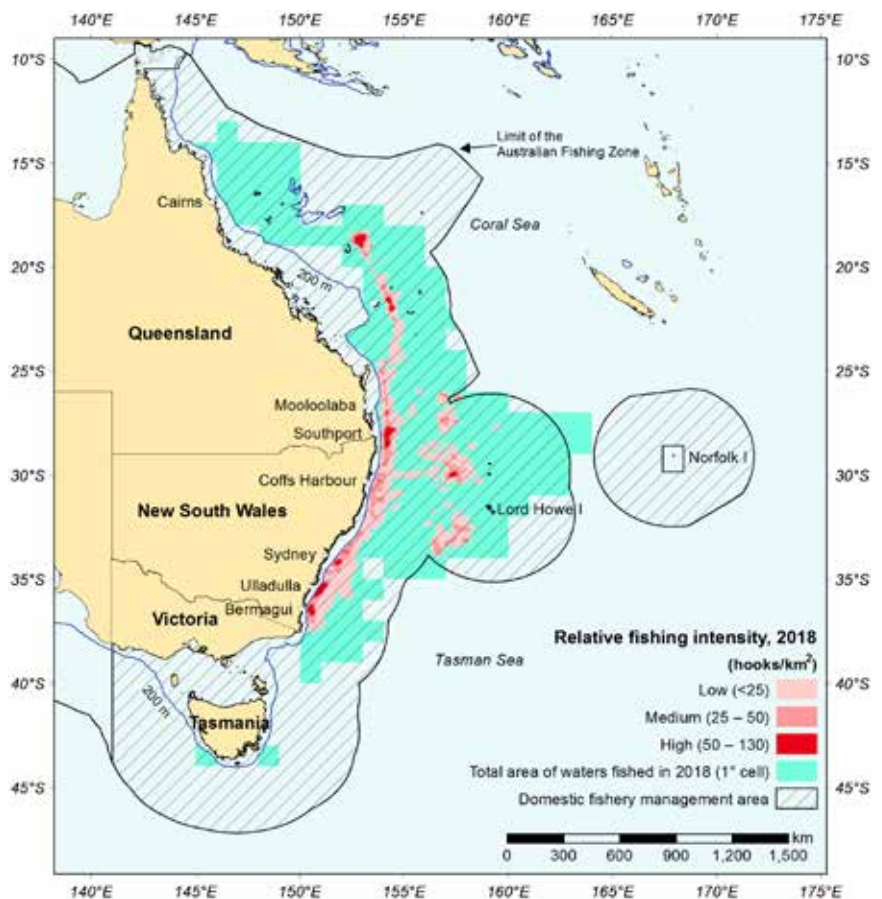 140°E 145°E 150°E 155°E 160°E 165°E 170°E 175°E
10°S 10°S
Limit of the
Australian Fishing Zone
15°S 15°S
Cairns
Coral Sea
20°S 20°S
200 m
Queensland
25°S 25°S
Mooloolaba
Southport
Norfolk I
Coffs Harbour
30°S 30°S
New South Wales
Lord Howe I
Sydney
35°S 35°S
Ulladulla
Bermagui
Victoria
Relative fishing intensity, 2018
(hooks/km²)
Tasman Sea
Low (<25)
40°S 40°S
200 m
Tasmania
Medium (25 – 50)
High (50 – 130)
Total area of waters fished in 2018 (1° cell)
45°S 45°S
Domestic fishery management area
km
0 300 600 900 1,200 1,500
140°E 145°E 150°E 155°E 160°E 165°E 170°E 175°E